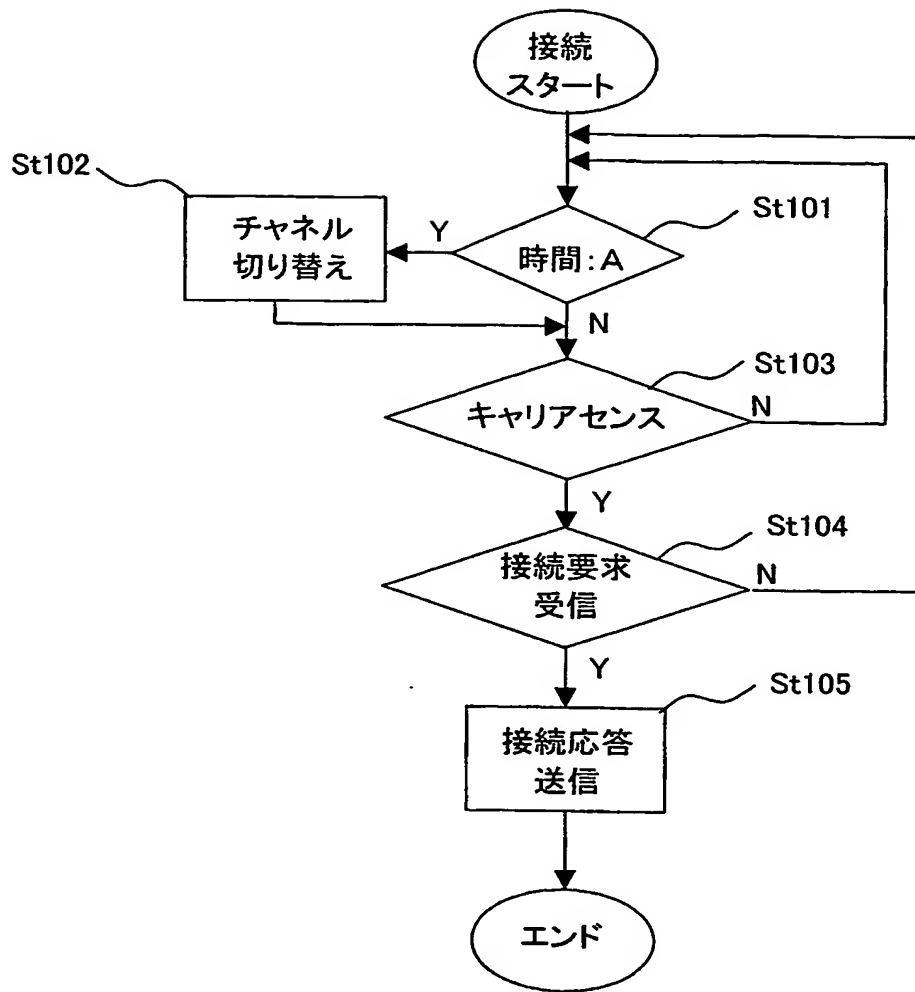 接続
スタート
St102
チャネル
切り替え
Y
St101
時間:A
N
St103
キャリアセンス
N
Y
St104
接続要求
受信
N
Y
St105
接続応答
送信
エンド